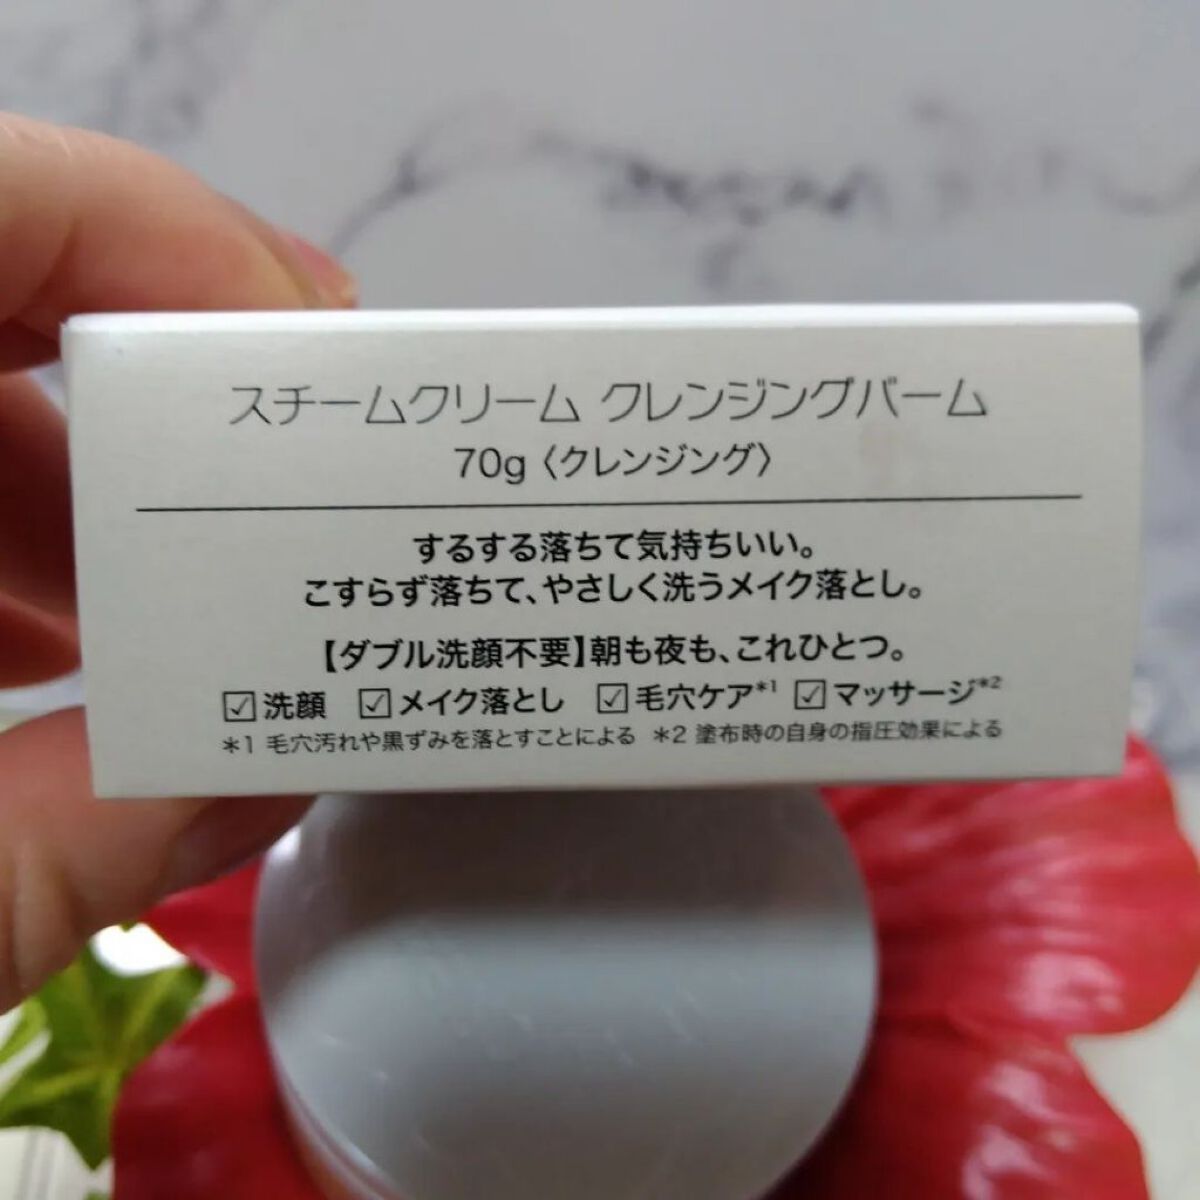 スチームクリーム クレンジングバーム
70g〈クレンジング〉
するする落ちて気持ちいい。
こすらず落ちて、やさしく洗うメイク落とし。
【ダブル洗顔不要】朝も夜も、これひとつ。
☑洗顔 ☑メイク落とし ☑毛穴ケア*1 ☑マッサージ*2
*1 毛穴汚れや黒ずみを落とすことによる *2 塗布時の自身の指圧効果による